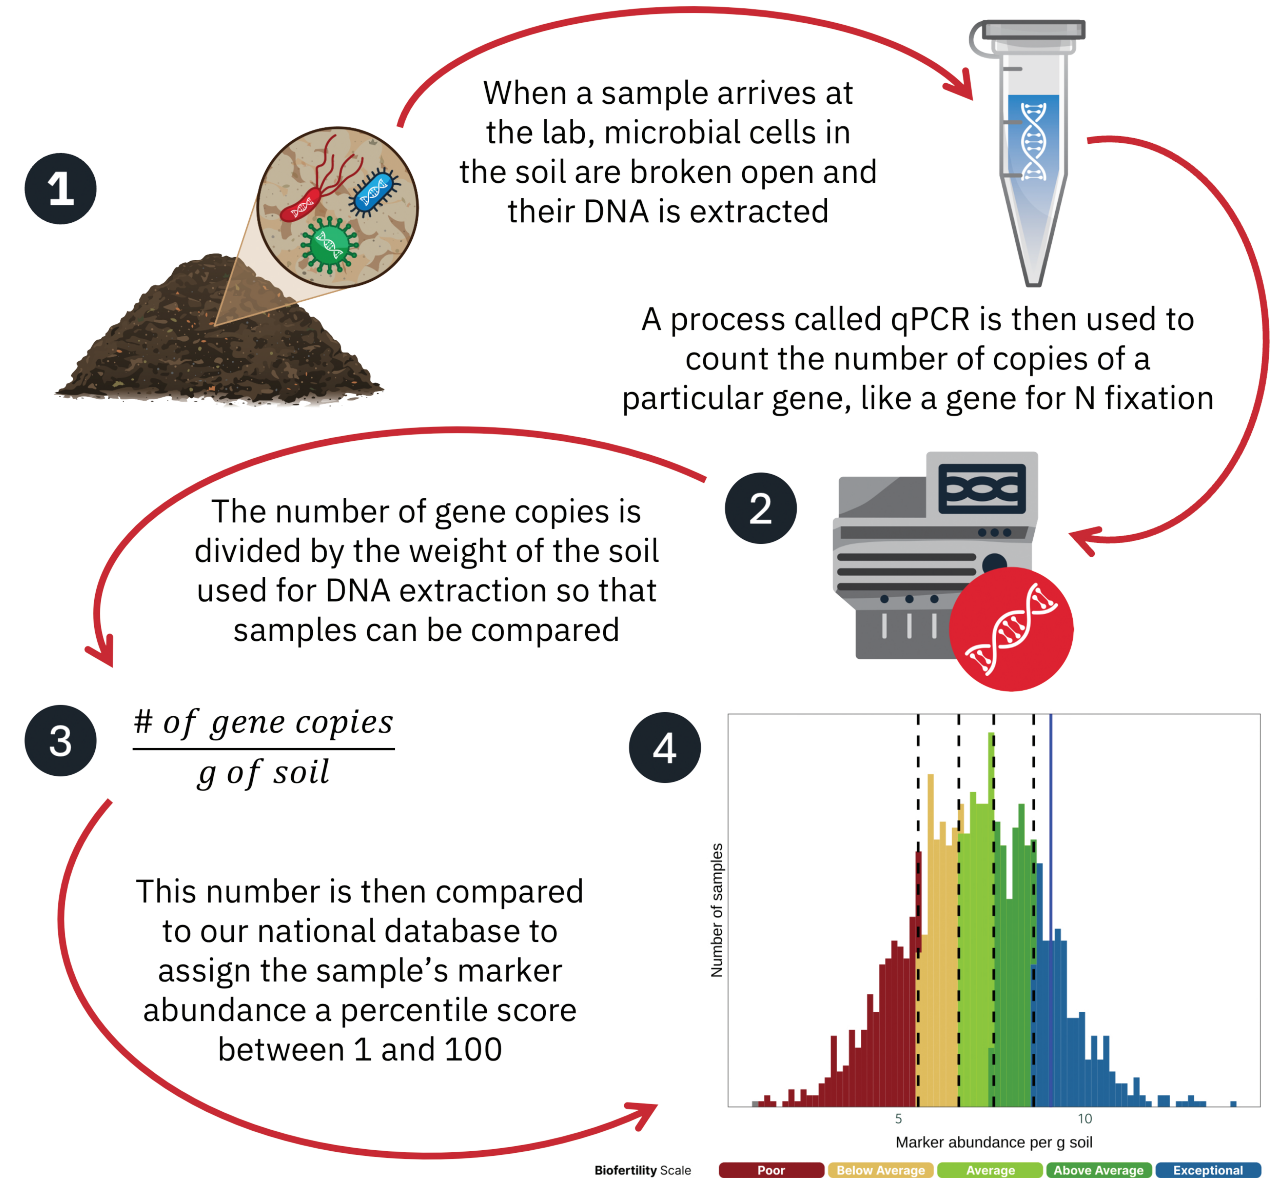 1
When a sample arrives at
the lab, microbial cells in
the soil are broken open and
their DNA is extracted
A process called qPCR is then used to
count the number of copies of a
particular gene, like a gene for N fixation
2
The number of gene copies is
divided by the weight of the soil
used for DNA extraction so that
samples can be compared
3
# of gene copies
g of soil
This number is then compared
to our national database to
assign the sample's marker
abundance a percentile score
between 1 and 100
4
Number of samples
5 10
Marker abundance per g soil
Biofertility Scale Poor Below Average Average Above Average Exceptional